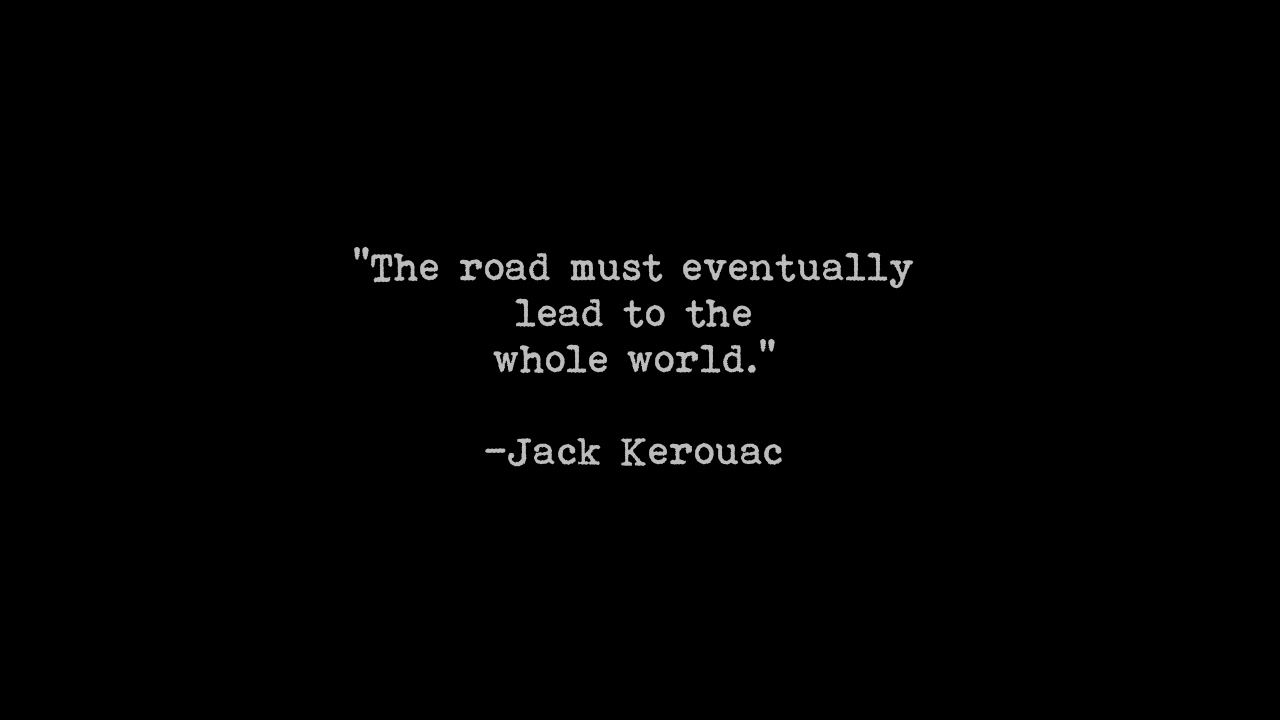 "The road must eventually
lead to the
whole world."
-Jack Kerouac